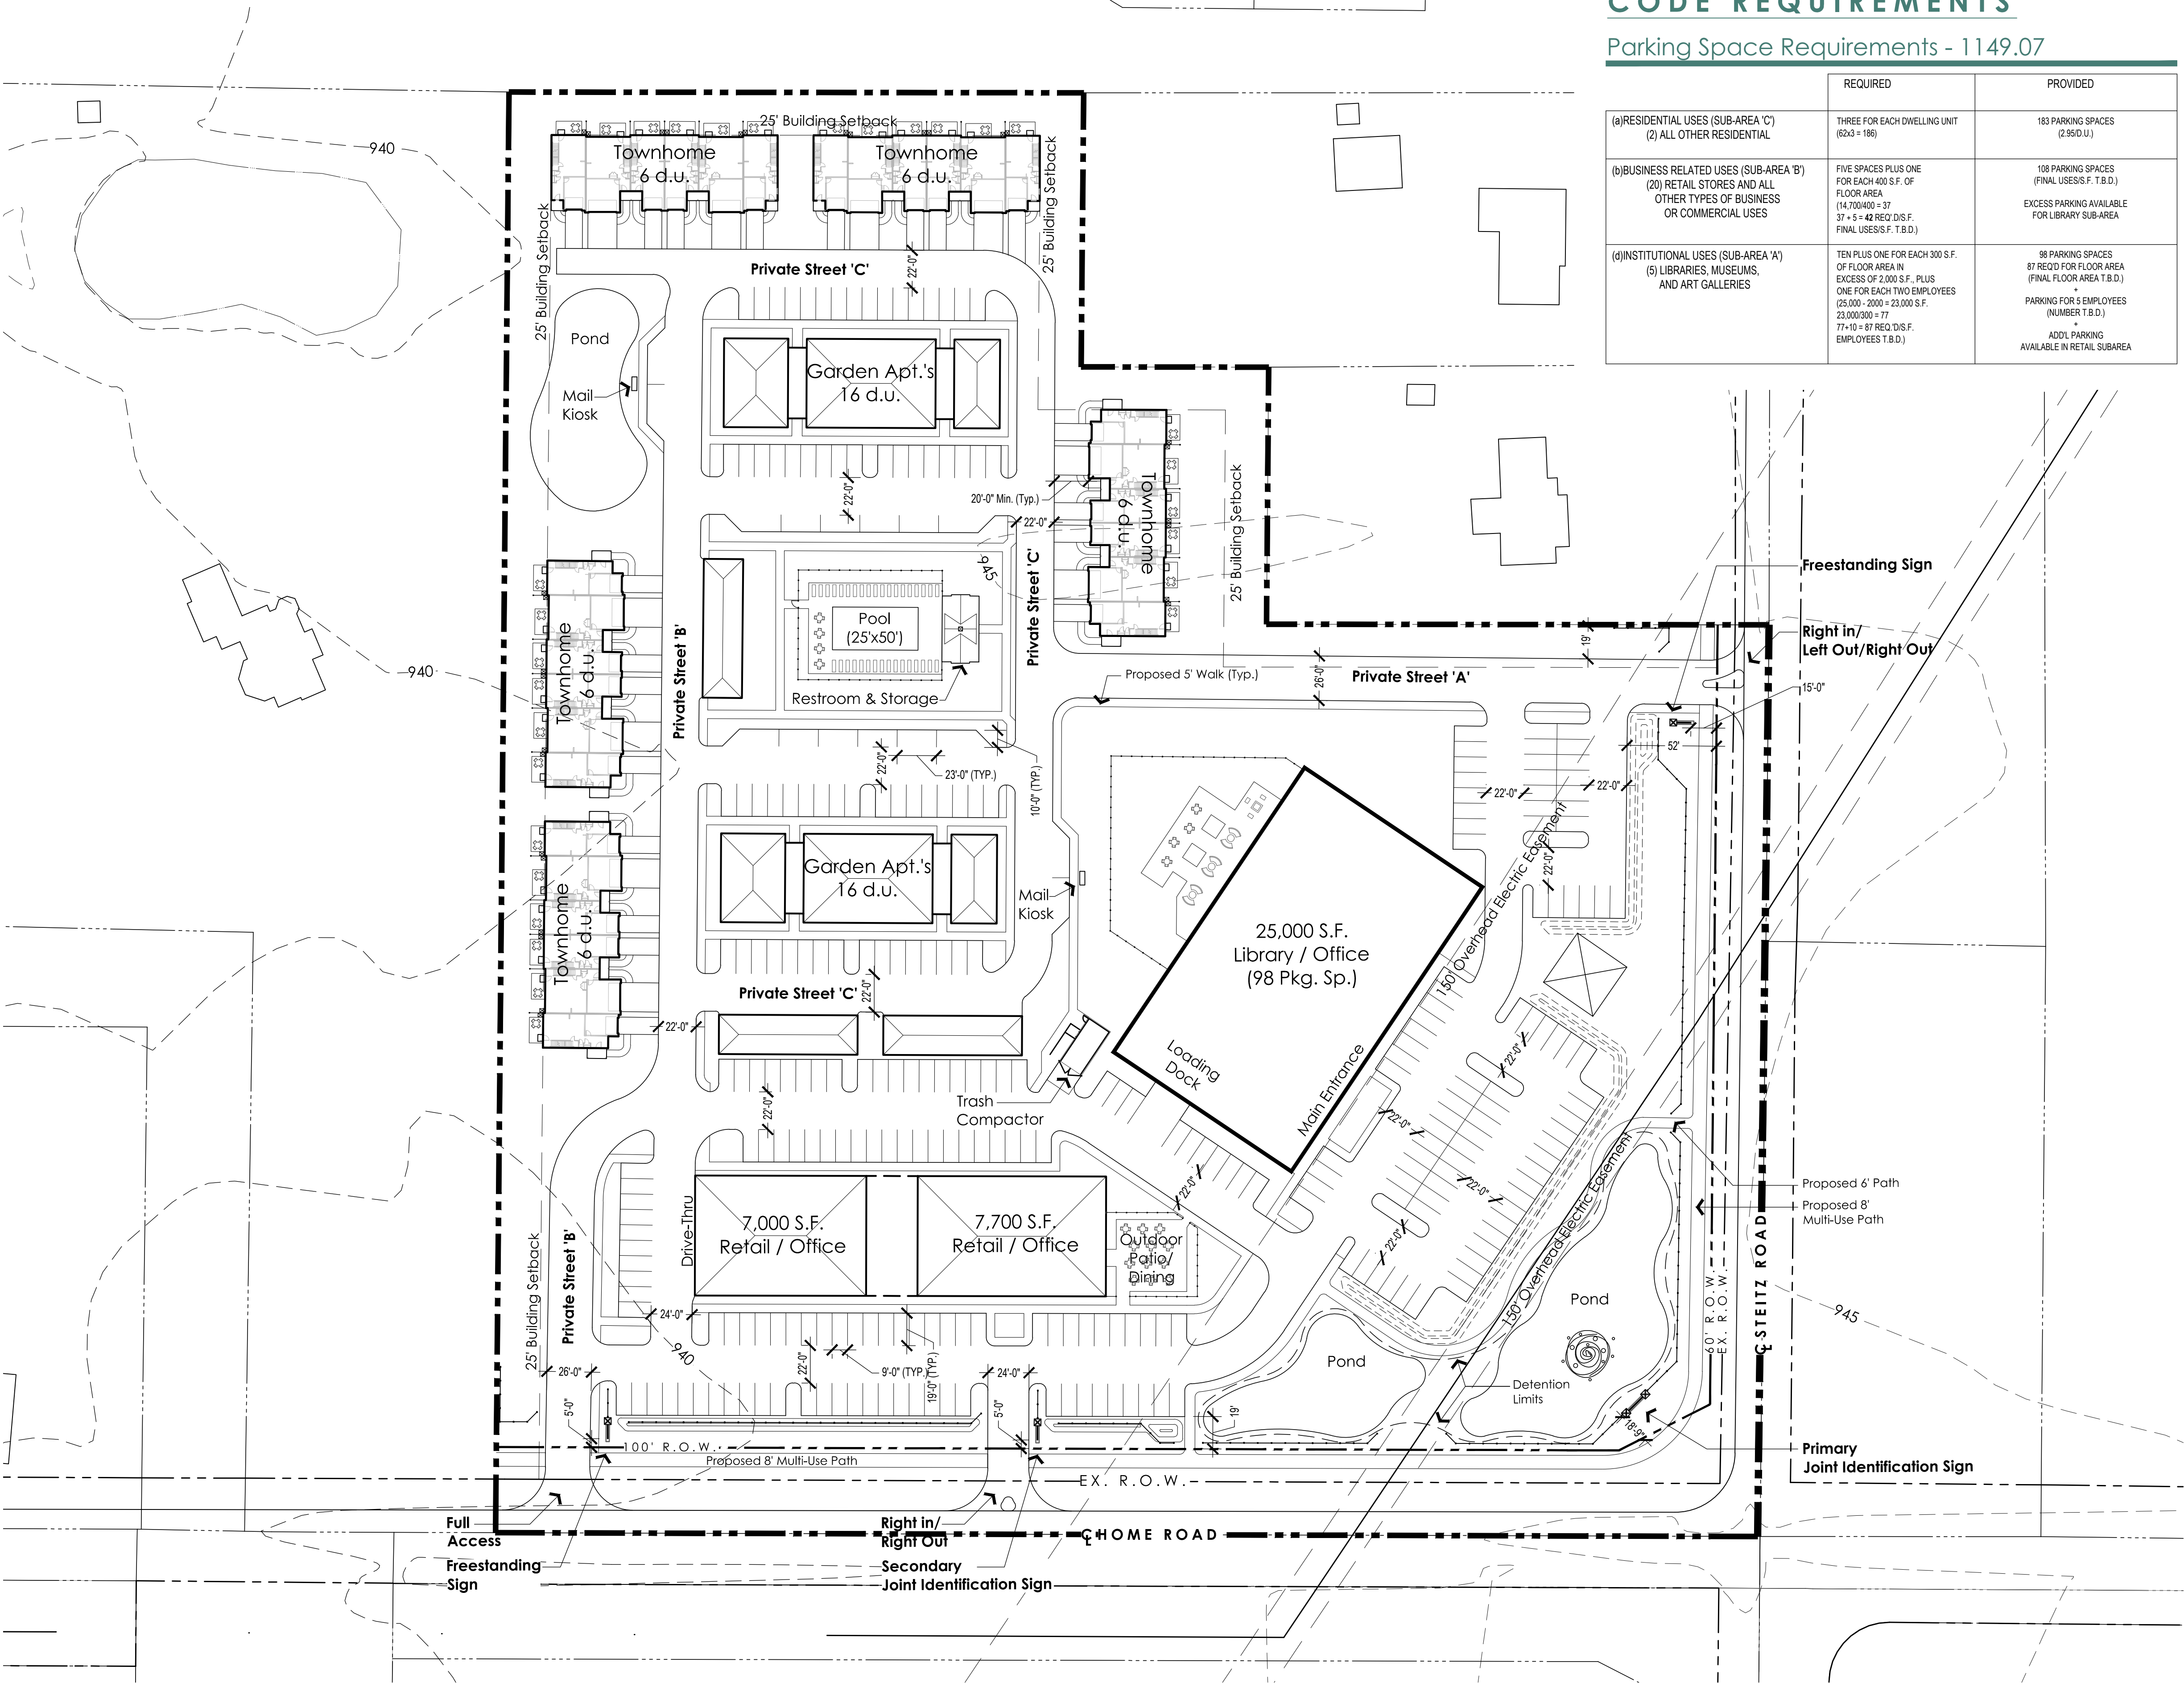 CODE REQUIREMENTS
Parking Space Requirements - 1149.07
REQUIRED
PROVIDED
(a)RESIDENTIAL USES (SUB-AREA 'C')
(2) ALL OTHER RESIDENTIAL
THREE FOR EACH DWELLING UNIT
(62x3 = 186)
183 PARKING SPACES
(2.95/D.U.)
(b)BUSINESS RELATED USES (SUB-AREA 'B')
(20) RETAIL STORES AND ALL
OTHER TYPES OF BUSINESS
OR COMMERCIAL USES
FIVE SPACES PLUS ONE
FOR EACH 400 S.F. OF
FLOOR AREA
(14,700/400 = 37
37 + 5 = 42 REQ'.D/S.F.
FINAL USES/S.F. T.B.D.)
108 PARKING SPACES
(FINAL USES/S.F. T.B.D.)
EXCESS PARKING AVAILABLE
FOR LIBRARY SUB-AREA
(d)INSTITUTIONAL USES (SUB-AREA 'A')
(5) LIBRARIES, MUSEUMS,
AND ART GALLERIES
TEN PLUS ONE FOR EACH 300 S.F.
OF FLOOR AREA IN
EXCESS OF 2,000 S.F., PLUS
ONE FOR EACH TWO EMPLOYEES
(25,000 - 2000 = 23,000 S.F.
23,000/300 = 77
77+10 = 87 REQ.'D/S.F.
EMPLOYEES T.B.D.)
98 PARKING SPACES
87 REQ'D FOR FLOOR AREA
(FINAL FLOOR AREA T.B.D.)
+
PARKING FOR 5 EMPLOYEES
(NUMBER T.B.D.)
+
ADD'L PARKING
AVAILABLE IN RETAIL SUBAREA
25' Building Setback
Townhome
6 d.u.
Townhome
6 d.u.
940
25' Building Setback
25' Building Setback
Private Street 'C'
22'-0"
Pond
Mail
Kiosk
Garden Apt.'s
16 d.u.
22'-0"
20'-0" Min. (Typ.)
22'-0"
Townhome
6 d.u.
25' Building Setback
945
Private Street 'C'
Pool
(25'x50')
Restroom & Storage
Townhome
6 d.u.
Private Street 'B'
940
Freestanding Sign
Right in/
Left Out/Right Out
19'
Proposed 5' Walk (Typ.)
26'-0"
Private Street 'A'
15'-0"
52'
22'-0"
23'-0" (TYP.)
10'-0" (TYP.)
22'-0"
22'-0"
22'-0"
150' Overhead Electric Easement
Garden Apt.'s
16 d.u.
Mail
Kiosk
Townhome
6 d.u.
25,000 S.F.
Library / Office
(98 Pkg. Sp.)
Private Street 'C'
22'-0"
22'-0"
Loading
Dock
Main Entrance
22'-0"
Trash
Compactor
22'-0"
22'-0"
22'-0"
22'-0"
22'-0"
150' Overhead Electric Easement
Proposed 6' Path
Proposed 8'
Multi-Use Path
Drive-Thru
7,000 S.F.
Retail / Office
7,700 S.F.
Retail / Office
Outdoor
Patio/
Dining
25' Building Setback
Private Street 'B'
24'-0"
940
26'-0"
22'-0"
9'-0" (TYP.)
19'-0" (TYP.)
24'-0"
5'-0"
5'-0"
19'
Pond
Pond
Detention
Limits
18'-9"
60' R.O.W.
EX. R.O.W.
CL STEITZ ROAD
945
100' R.O.W.
Proposed 8' Multi-Use Path
EX. R.O.W.
Primary
Joint Identification Sign
Full
Access
Right in/
Right Out
CL HOME ROAD
Freestanding
Sign
Secondary
Joint Identification Sign